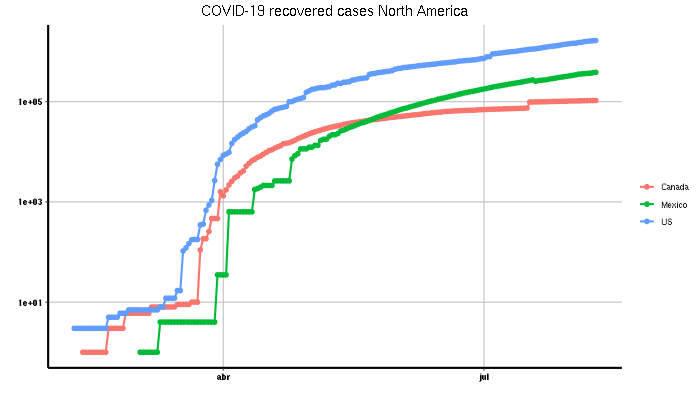 COVID-19 recovered cases North America
1e+05
1e+03
1e+01
abr
jul
Canada
Mexico
US